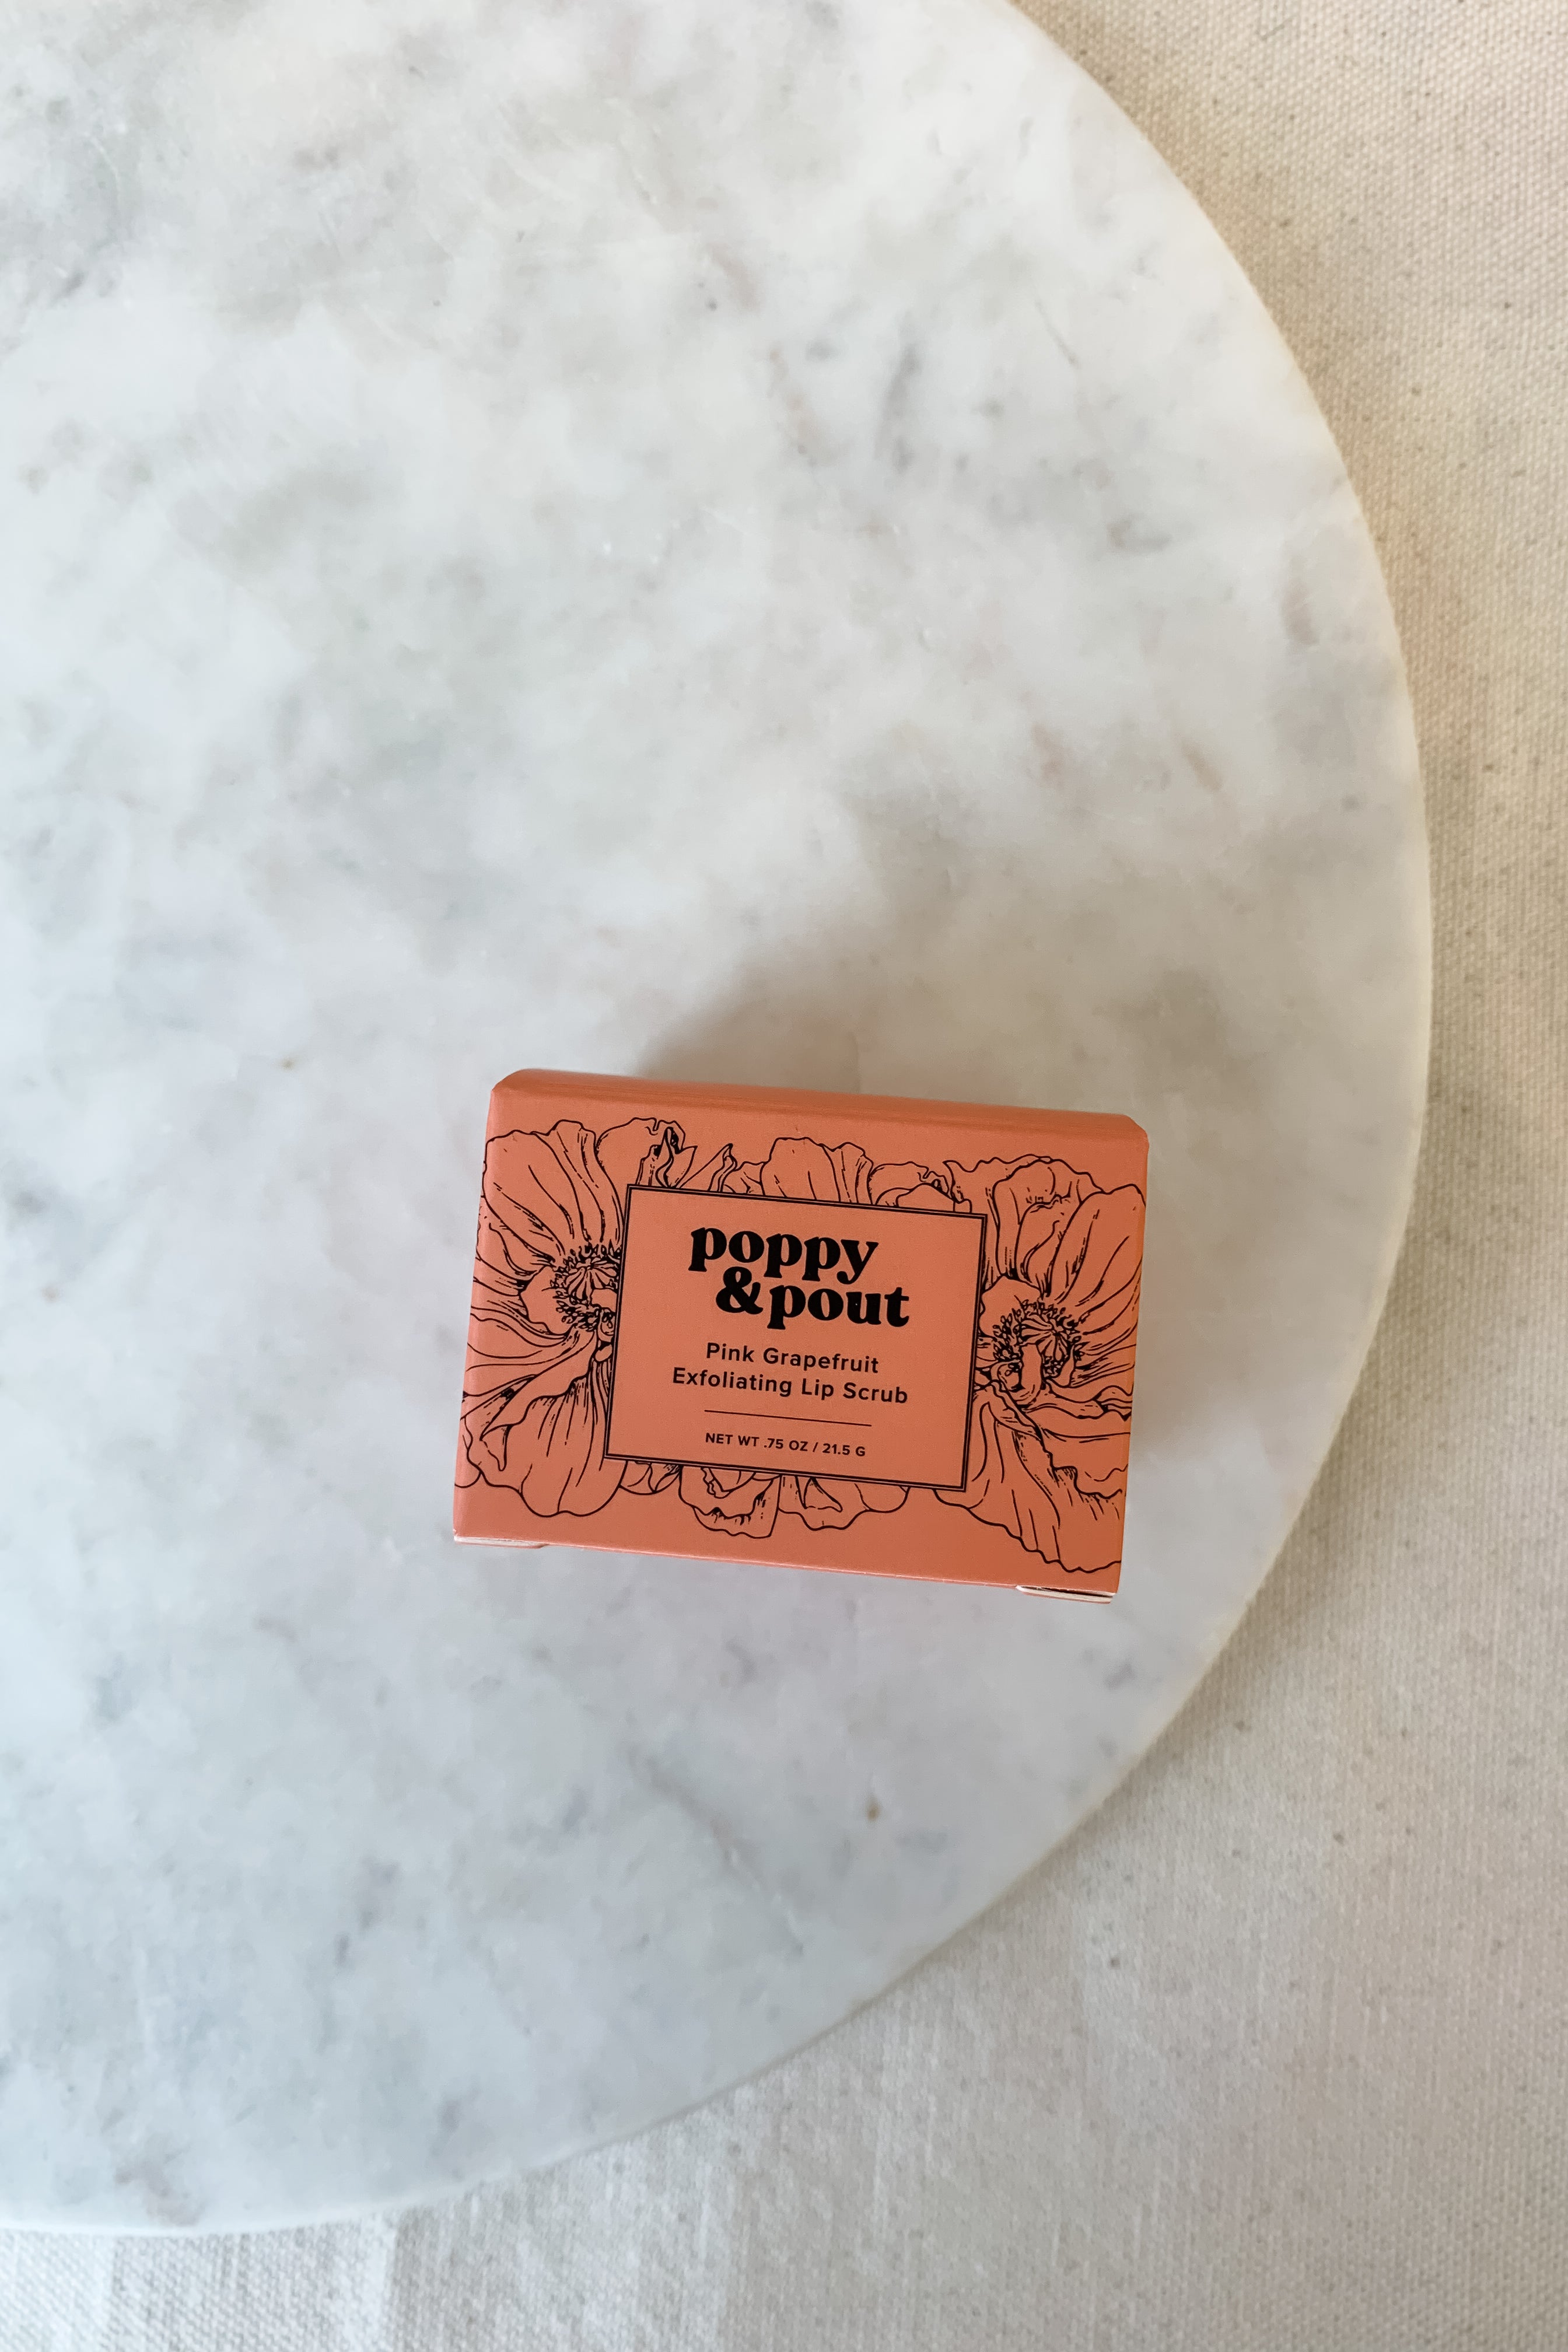 poppy
&pout
Pink Grapefruit
Exfoliating Lip Scrub
NET WT .75 OZ / 21.5 G